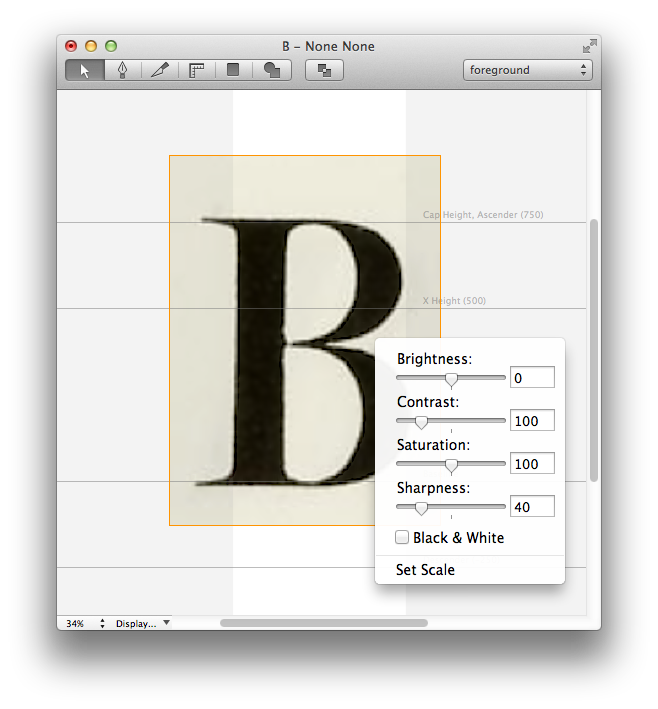 B – None None
foreground
Cap Height, Ascender (750)
X Height (500)
B
Brightness:
0
Contrast:
100
Saturation:
100
Sharpness:
40
Black & White
Set Scale
34%
Display...